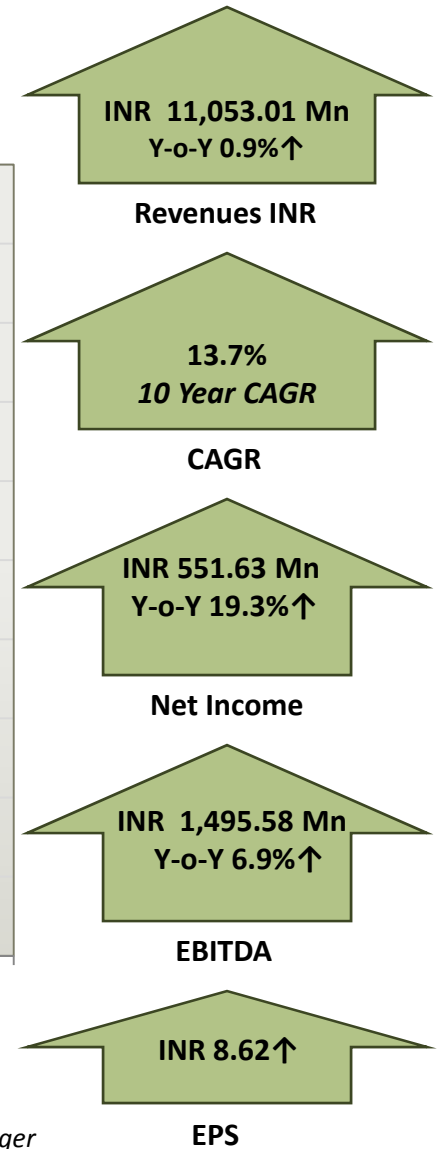 INR 11,053.01 Mn
Y-o-Y 0.9%↑
Revenues INR
13.7%
10 Year CAGR
CAGR
INR 551.63 Mn
Y-o-Y 19.3%↑
Net Income
INR 1,495.58 Mn
Y-o-Y 6.9%↑
EBITDA
INR 8.62↑
EPS